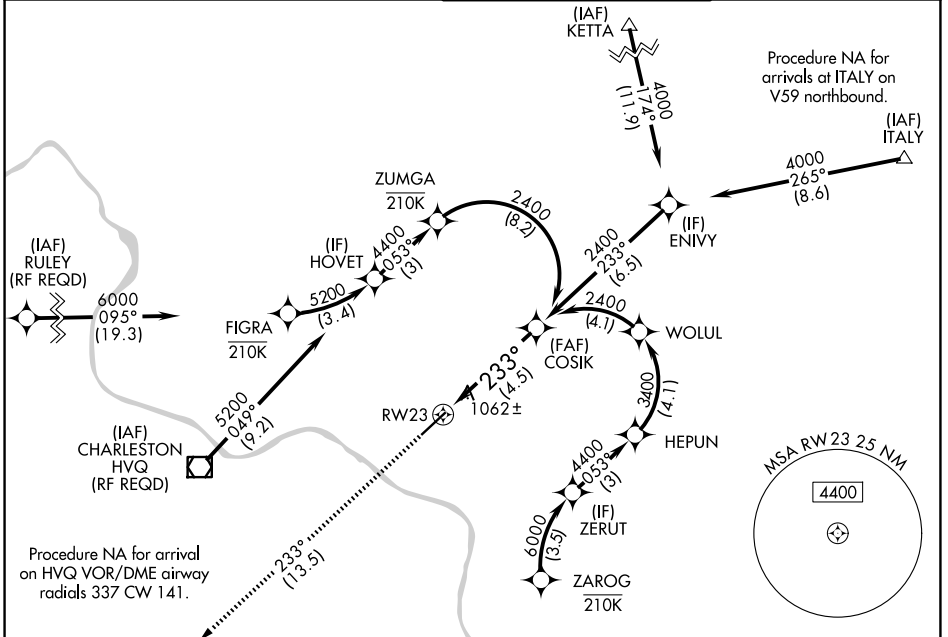 (IAF)
KETTA
4000
174°
(11.9)
Procedure NA for
arrivals at ITALY on
V59 northbound.
(IAF)
ITALY
4000
265°
(8.6)
ZUMGA
210K
2400
(8.2)
(IF)
ENIVY
2400
233°
(6.5)
(IF)
HOVET
4400
053°
(3)
(IAF)
RULEY
(RF REQD)
6000
095°
(19.3)
5200
(3.4)
FIGRA
210K
2400
(4.1)
WOLUL
(FAF)
COSIK
233°
(4.5)
1062±
RW23
3400
(4.1)
5200
049°
(9.2)
(IAF)
CHARLESTON
HVQ
(RF REQD)
HEPUN
4400
053°
(3)
(IF)
ZERUT
6000
(3.5)
ZAROG
210K
MSA RW 23 25 NM
4400
233°
(13.5)
Procedure NA for arrival
on HVQ VOR/DME airway
radials 337 CW 141.